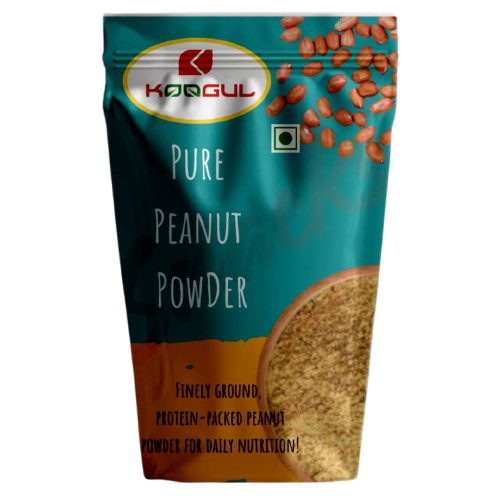 KOOGUL
PURE
PEANUT
POWDER
FINELY GROUND,
PROTEIN-PACKED PEANUT
POWDER FOR DAILY NUTRITION!